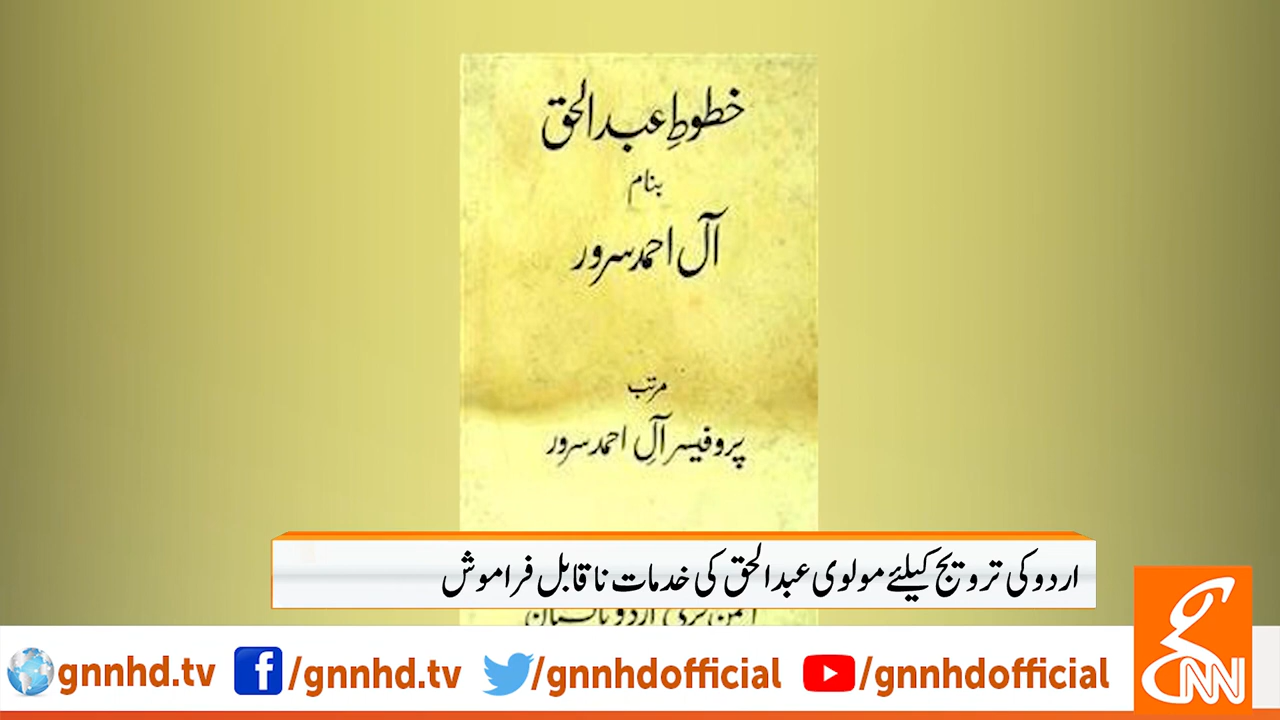 خطوطِ عبدالحق
بنام
آل احمد سرور
مرتب
پروفیسر آلِ احمد سرور
اردو کی ترویج کیلئے مولوی عبدالحق کی خدمات ناقابل فراموش
gnnhd.tv /gnnhd.tv /gnnhdofficial /gnnhdofficial
GNN